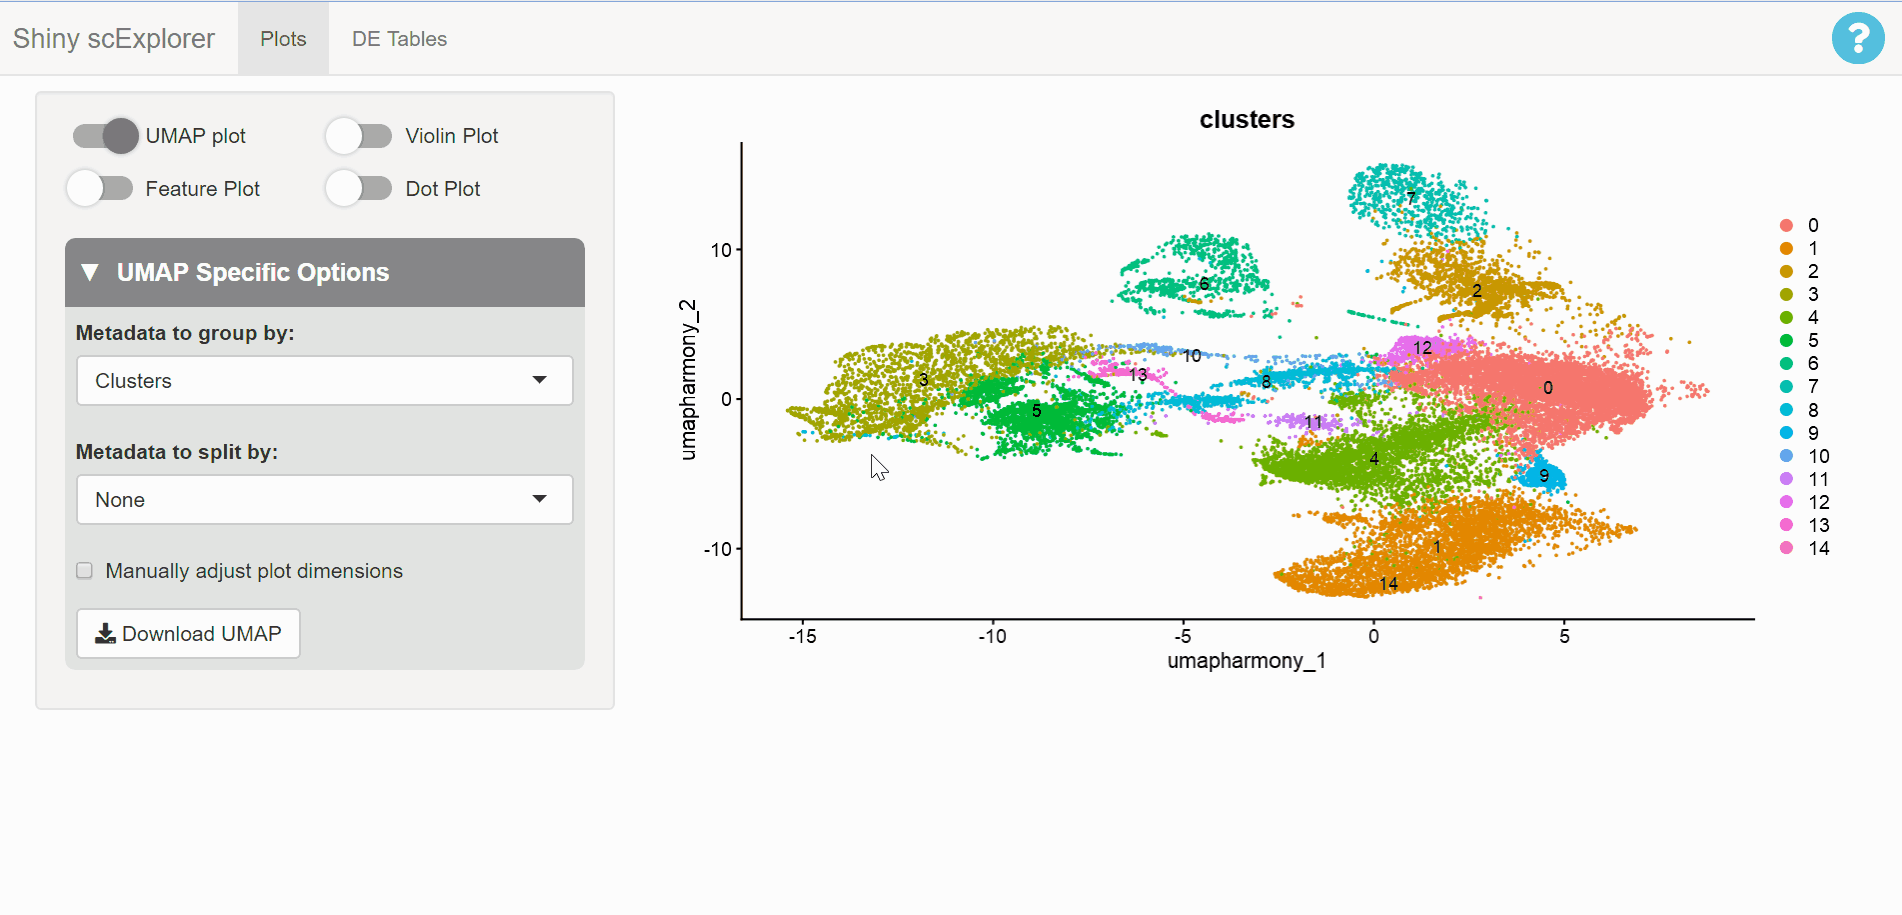 Shiny scExplorer Plots DE Tables ?
UMAP plot Violin Plot
Feature Plot Dot Plot
▼ UMAP Specific Options
Metadata to group by:
Clusters
Metadata to split by:
None
Manually adjust plot dimensions
Download UMAP
clusters
umapharmony_2
10
0
-10
7
6
2
12
10
13
3
8
0
5
11
4
9
1
14
-15 -10 -5 0 5
umapharmony_1
0
1
2
3
4
5
6
7
8
9
10
11
12
13
14